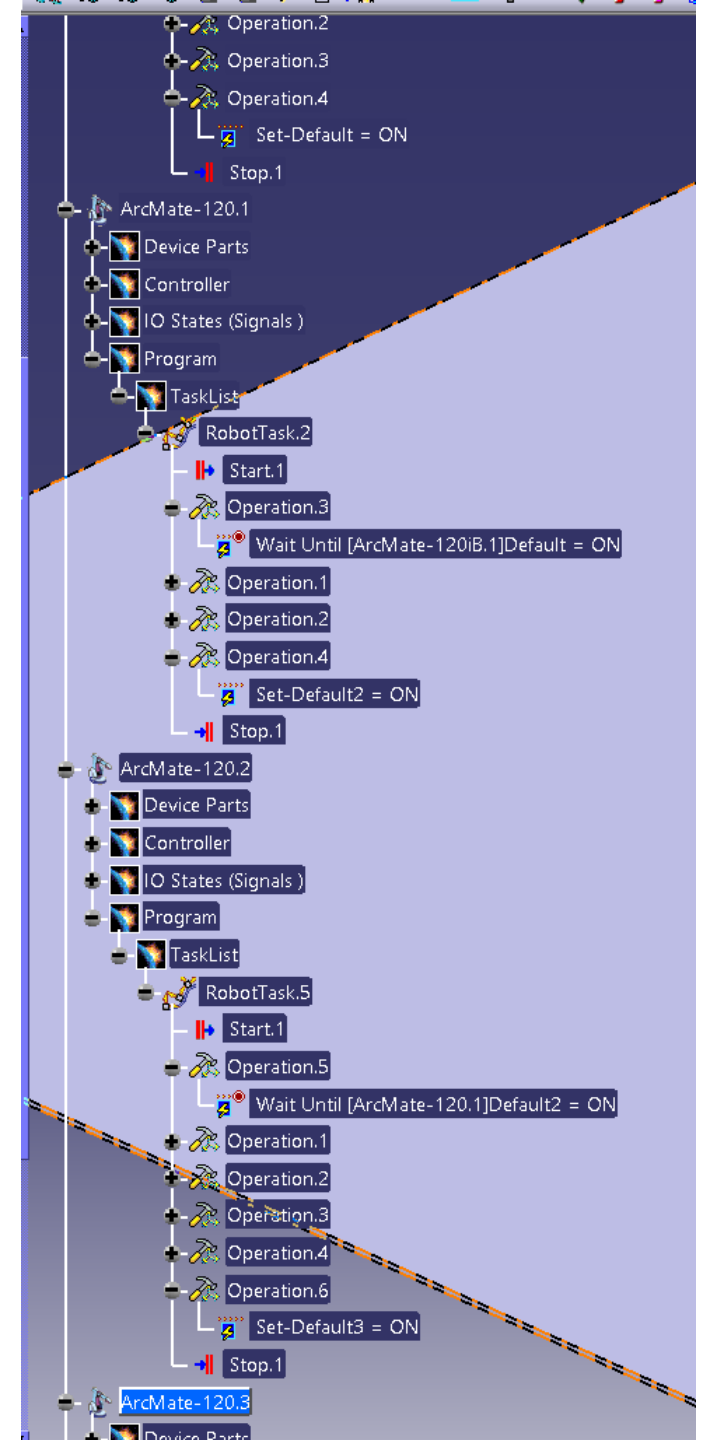 Operation.2
Operation.3
Operation.4
Set-Default = ON
Stop.1
ArcMate-120.1
Device Parts
Controller
IO States (Signals )
Program
TaskList
RobotTask.2
Start.1
Operation.3
Wait Until [ArcMate-120iB.1]Default = ON
Operation.1
Operation.2
Operation.4
Set-Default2 = ON
Stop.1
ArcMate-120.2
Device Parts
Controller
IO States (Signals )
Program
TaskList
RobotTask.5
Start.1
Operation.5
Wait Until [ArcMate-120.1]Default2 = ON
Operation.1
Operation.2
Operation.3
Operation.4
Operation.6
Set-Default3 = ON
Stop.1
ArcMate-120.3
Device Parts